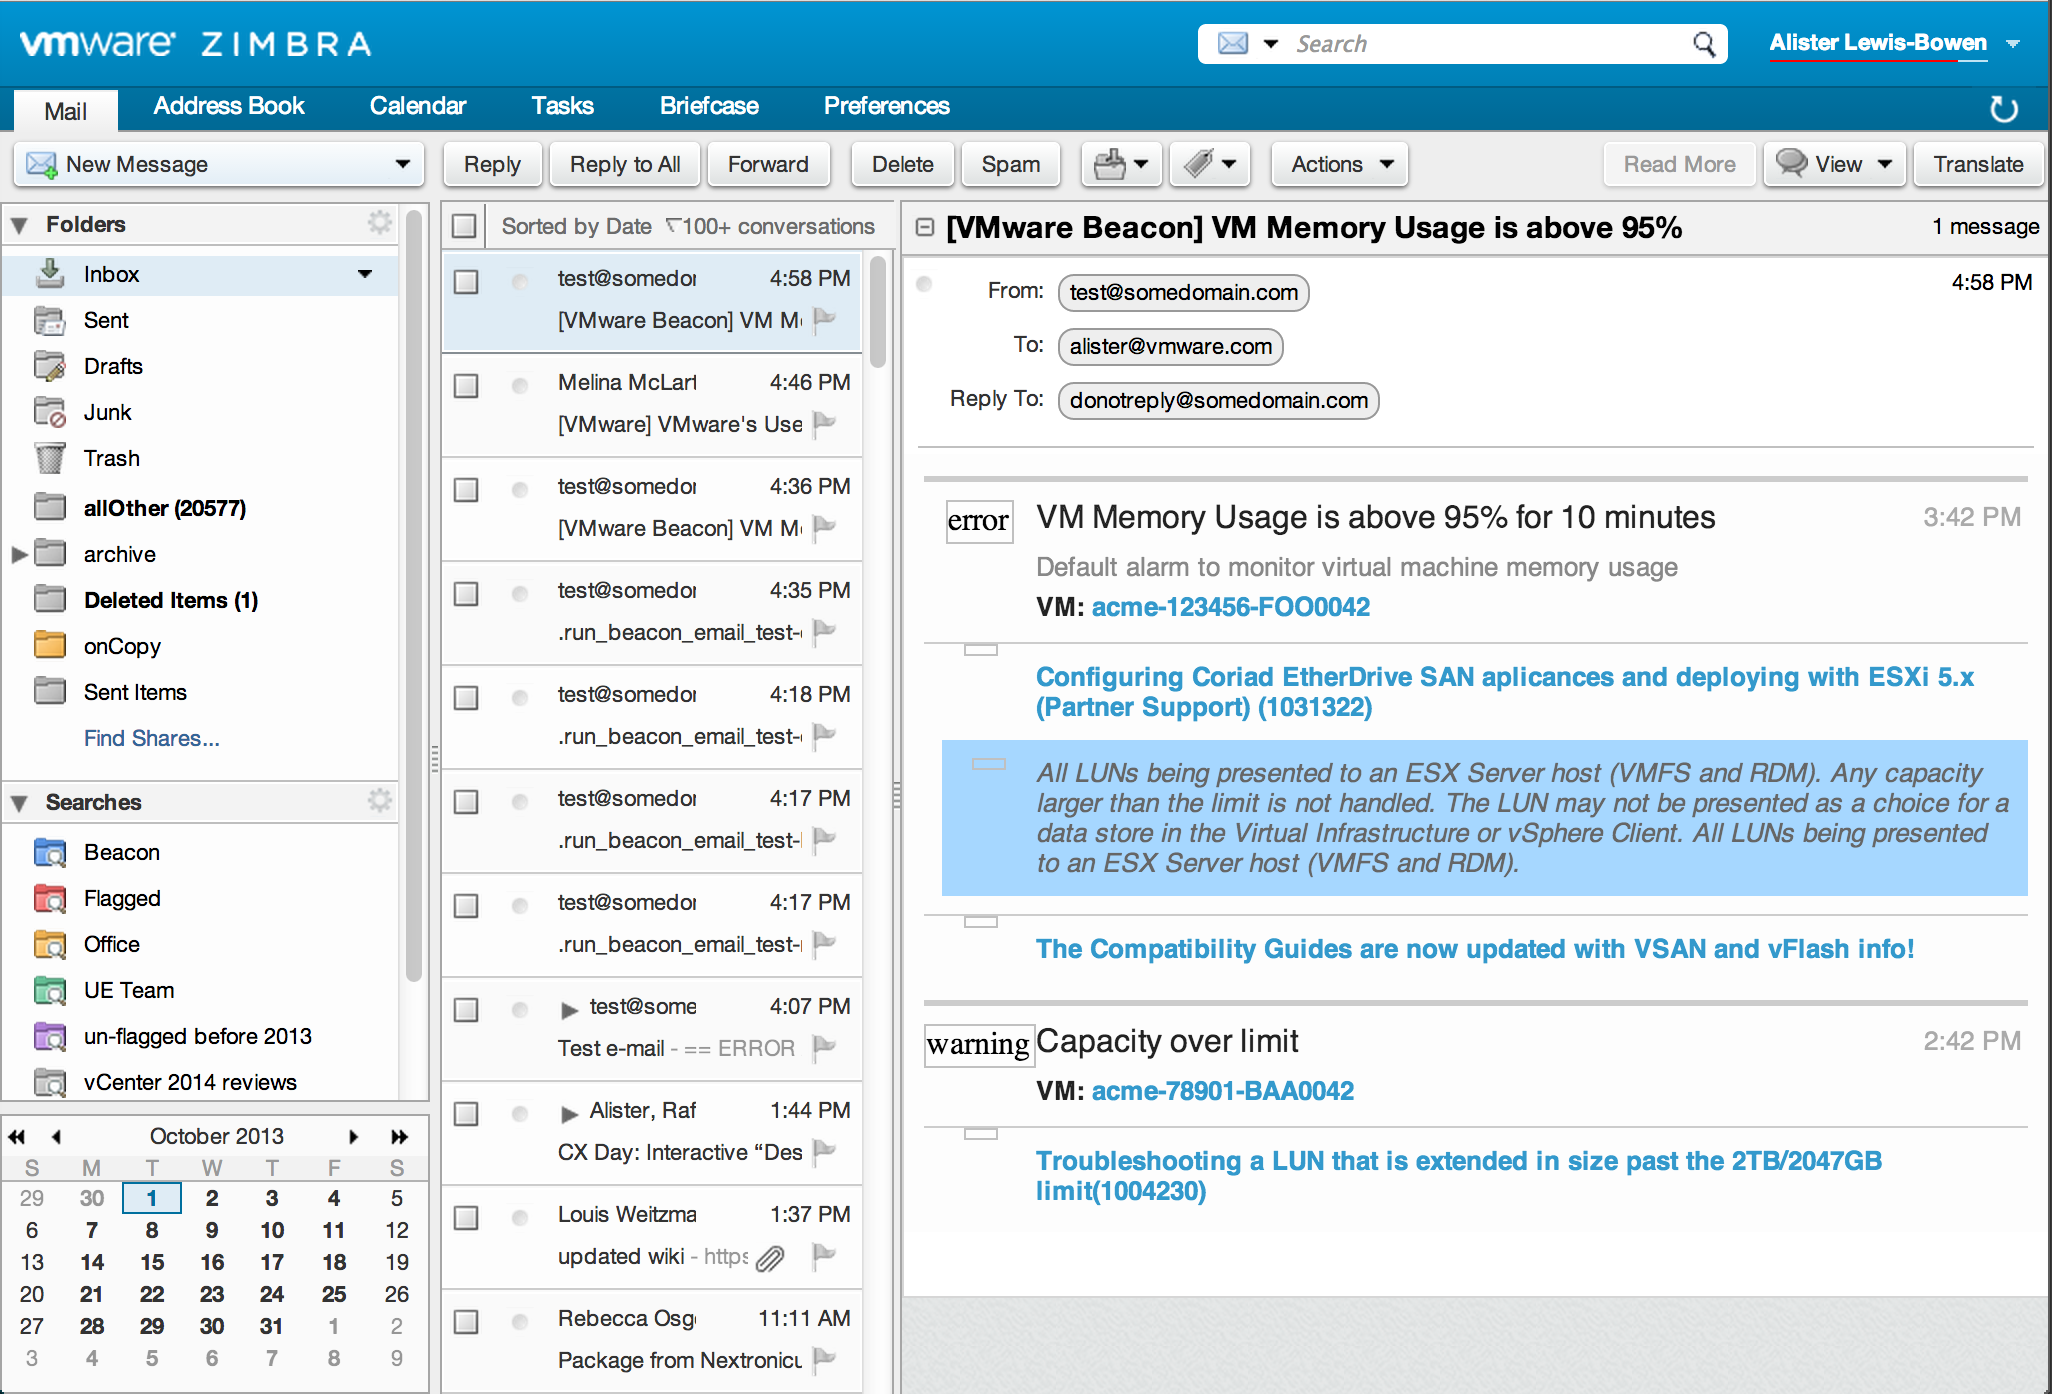 vmware ZIMBRA
Search
Alister Lewis-Bowen
Mail Address Book Calendar Tasks Briefcase Preferences
New Message
Reply Reply to All Forward Delete Spam Actions Read More View Translate
Folders
Inbox
Sent
Drafts
Junk
Trash
allOther (20577)
archive
Deleted Items (1)
onCopy
Sent Items
Find Shares...
Searches
Beacon
Flagged
Office
UE Team
un-flagged before 2013
vCenter 2014 reviews
October 2013
S M T W T F S
29 30 1 2 3 4 5
6 7 8 9 10 11 12
13 14 15 16 17 18 19
20 21 22 23 24 25 26
27 28 29 30 31 1 2
3 4 5 6 7 8 9
Sorted by Date 100+ conversations
test@somedor 4:58 PM
[VMware Beacon] VM M
Melina McLart 4:46 PM
[VMware] VMware's Use
test@somedor 4:36 PM
[VMware Beacon] VM M
test@somedor 4:35 PM
.run_beacon_email_test-
test@somedor 4:18 PM
.run_beacon_email_test-
test@somedor 4:17 PM
.run_beacon_email_test-
test@somedor 4:17 PM
.run_beacon_email_test-
test@some 4:07 PM
Test e-mail - == ERROR
Alister, Raf 1:44 PM
CX Day: Interactive “Des
Louis Weitzma 1:37 PM
updated wiki - https
Rebecca Osg 11:11 AM
Package from Nextronicu
[VMware Beacon] VM Memory Usage is above 95% 1 message
4:58 PM
From: test@somedomain.com
To: alister@vmware.com
Reply To: donotreply@somedomain.com
error VM Memory Usage is above 95% for 10 minutes 3:42 PM
Default alarm to monitor virtual machine memory usage
VM: acme-123456-FOO0042
Configuring Coriad EtherDrive SAN aplicances and deploying with ESXi 5.x
(Partner Support) (1031322)
All LUNs being presented to an ESX Server host (VMFS and RDM). Any capacity
larger than the limit is not handled. The LUN may not be presented as a choice for a
data store in the Virtual Infrastructure or vSphere Client. All LUNs being presented
to an ESX Server host (VMFS and RDM).
The Compatibility Guides are now updated with VSAN and vFlash info!
warning Capacity over limit 2:42 PM
VM: acme-78901-BAA0042
Troubleshooting a LUN that is extended in size past the 2TB/2047GB
limit(1004230)